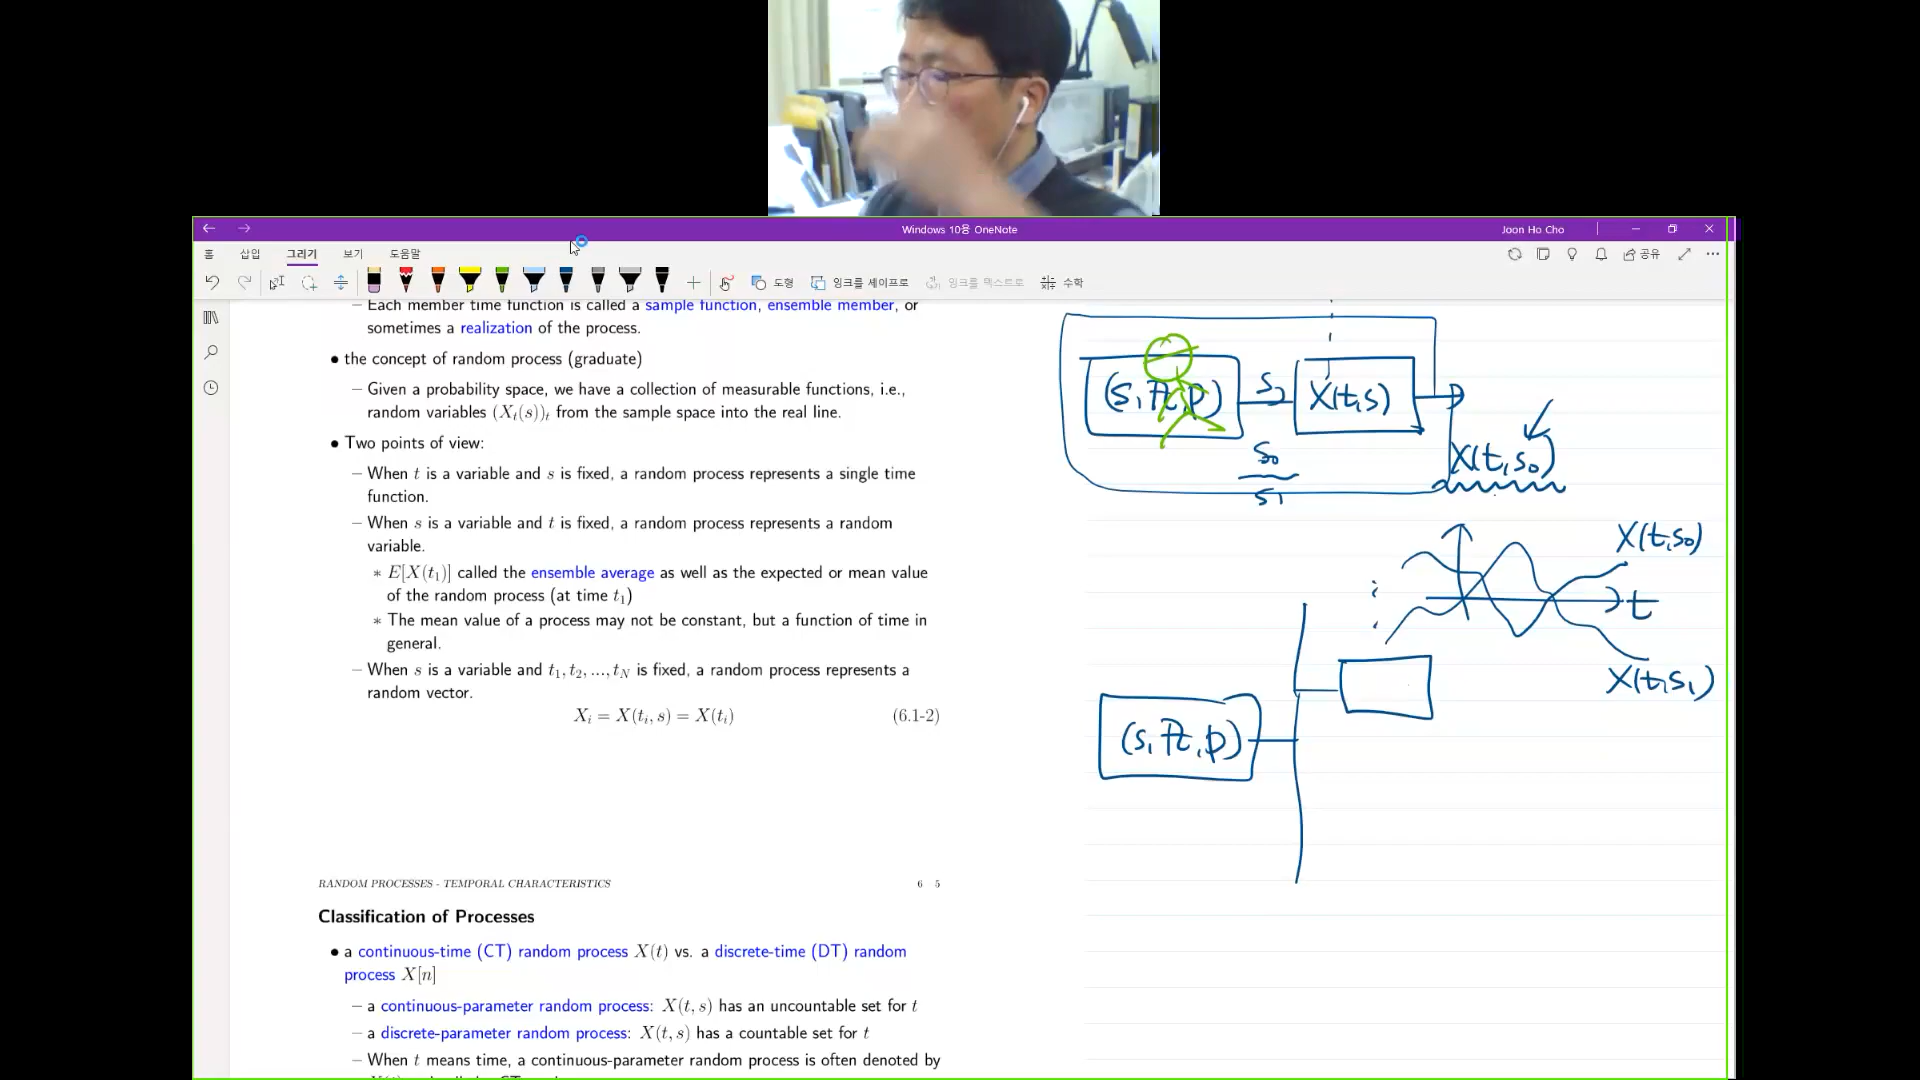 Windows 10용 OneNote
Joon Ho Cho
홈 삽입 그리기 보기 도움말
공유
도형 잉크를 셰이프로 잉크를 텍스트로 수학
– Each member time function is called a sample function, ensemble member, or
sometimes a realization of the process.
• the concept of random process (graduate)
– Given a probability space, we have a collection of measurable functions, i.e.,
random variables (X_t(s))_t from the sample space into the real line.
• Two points of view:
– When t is a variable and s is fixed, a random process represents a single time
function.
– When s is a variable and t is fixed, a random process represents a random
variable.
∗ E[X(t₁)] called the ensemble average as well as the expected or mean value
of the random process (at time t₁)
∗ The mean value of a process may not be constant, but a function of time in
general.
– When s is a variable and t₁, t₂, ..., t_N is fixed, a random process represents a
random vector.
X_i = X(t_i, s) = X(t_i) (6.1-2)
RANDOM PROCESSES - TEMPORAL CHARACTERISTICS 6 5
Classification of Processes
• a continuous-time (CT) random process X(t) vs. a discrete-time (DT) random
process X[n]
– a continuous-parameter random process: X(t, s) has an uncountable set for t
– a discrete-parameter random process: X(t, s) has a countable set for t
– When t means time, a continuous-parameter random process is often denoted by
X(t,s)
s₀
s₁
X(t,s₀)
X(t,s₀)
t
X(t,s₁)